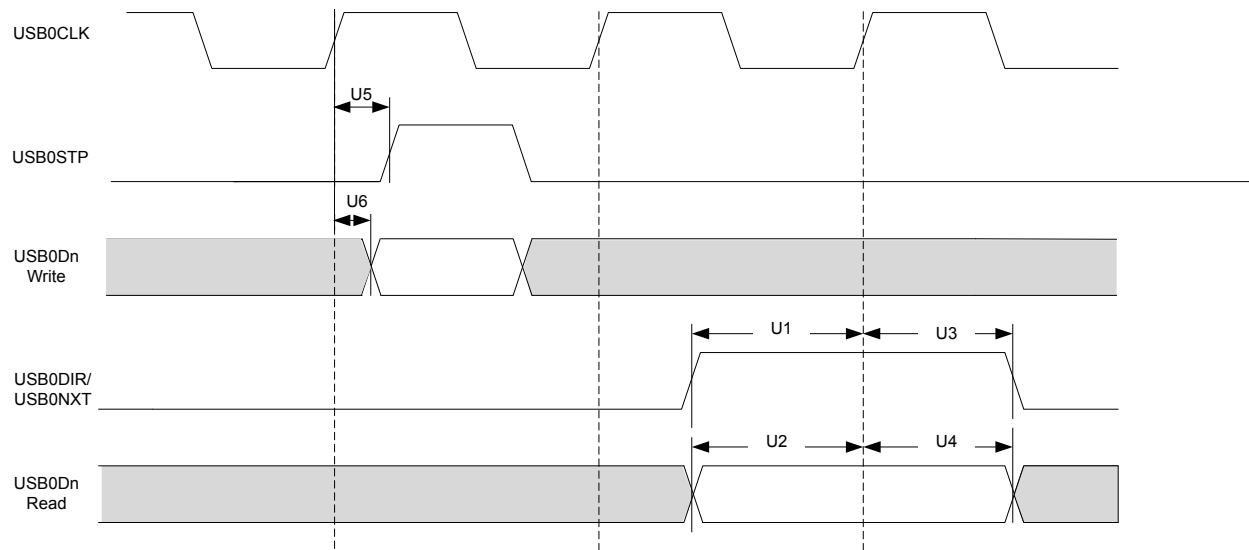 USB0CLK
U5
USB0STP
U6
USB0Dn
Write
U1
U3
USB0DIR/
USB0NXT
U2
U4
USB0Dn
Read